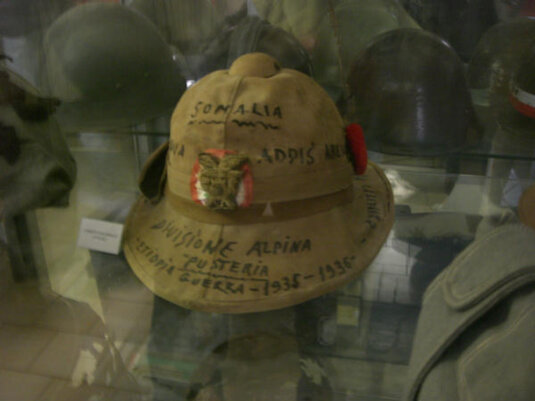 SOMALIA
ADDIS
DIVISIONE ALPINA
PUSTERIA
ETIOPIA GUERRA - 1935 - 1936